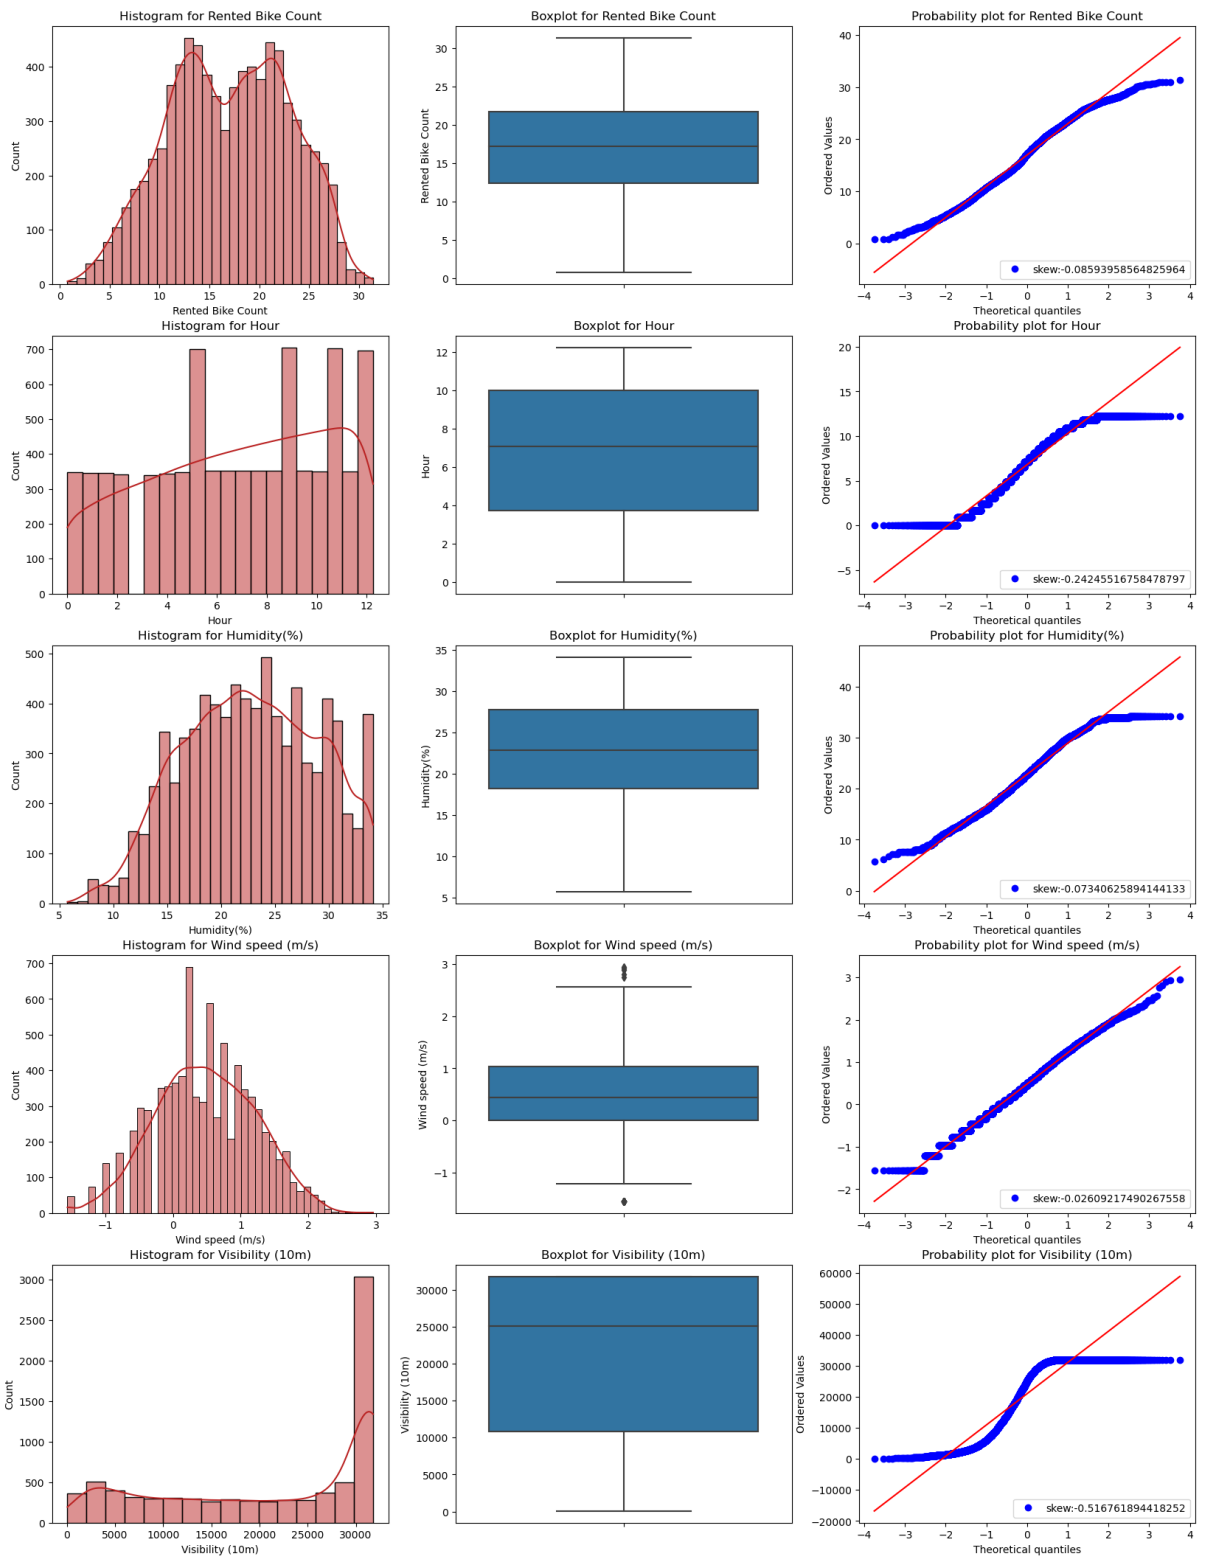 Histogram for Rented Bike Count
Boxplot for Rented Bike Count
Probability plot for Rented Bike Count
400
300
200
100
0
Count
0 5 10 15 20 25 30
Rented Bike Count
30
25
20
15
10
5
0
Rented Bike Count
40
30
20
10
0
Ordered Values
skew:-0.08593958564825964
−4 −3 −2 −1 0 1 2 3 4
Theoretical quantiles
Histogram for Hour
Boxplot for Hour
Probability plot for Hour
700
600
500
400
300
200
100
0
Count
0 2 4 6 8 10 12
Hour
12
10
8
6
4
2
0
Hour
20
15
10
5
0
−5
Ordered Values
skew:-0.24245516758478797
−4 −3 −2 −1 0 1 2 3 4
Theoretical quantiles
Histogram for Humidity(%)
Boxplot for Humidity(%)
Probability plot for Humidity(%)
500
400
300
200
100
0
Count
5 10 15 20 25 30 35
Humidity(%)
35
30
25
20
15
10
5
Humidity(%)
40
30
20
10
0
Ordered Values
skew:-0.07340625894144133
−4 −3 −2 −1 0 1 2 3 4
Theoretical quantiles
Histogram for Wind speed (m/s)
Boxplot for Wind speed (m/s)
Probability plot for Wind speed (m/s)
700
600
500
400
300
200
100
0
Count
−1 0 1 2 3
Wind speed (m/s)
3
2
1
0
−1
Wind speed (m/s)
3
2
1
0
−1
−2
Ordered Values
skew:-0.02609217490267558
−4 −3 −2 −1 0 1 2 3 4
Theoretical quantiles
Histogram for Visibility (10m)
Boxplot for Visibility (10m)
Probability plot for Visibility (10m)
3000
2500
2000
1500
1000
500
0
Count
0 5000 10000 15000 20000 25000 30000
Visibility (10m)
30000
25000
20000
15000
10000
5000
0
Visibility (10m)
60000
50000
40000
30000
20000
10000
0
−10000
−20000
Ordered Values
skew:-0.516761894418252
−4 −3 −2 −1 0 1 2 3 4
Theoretical quantiles